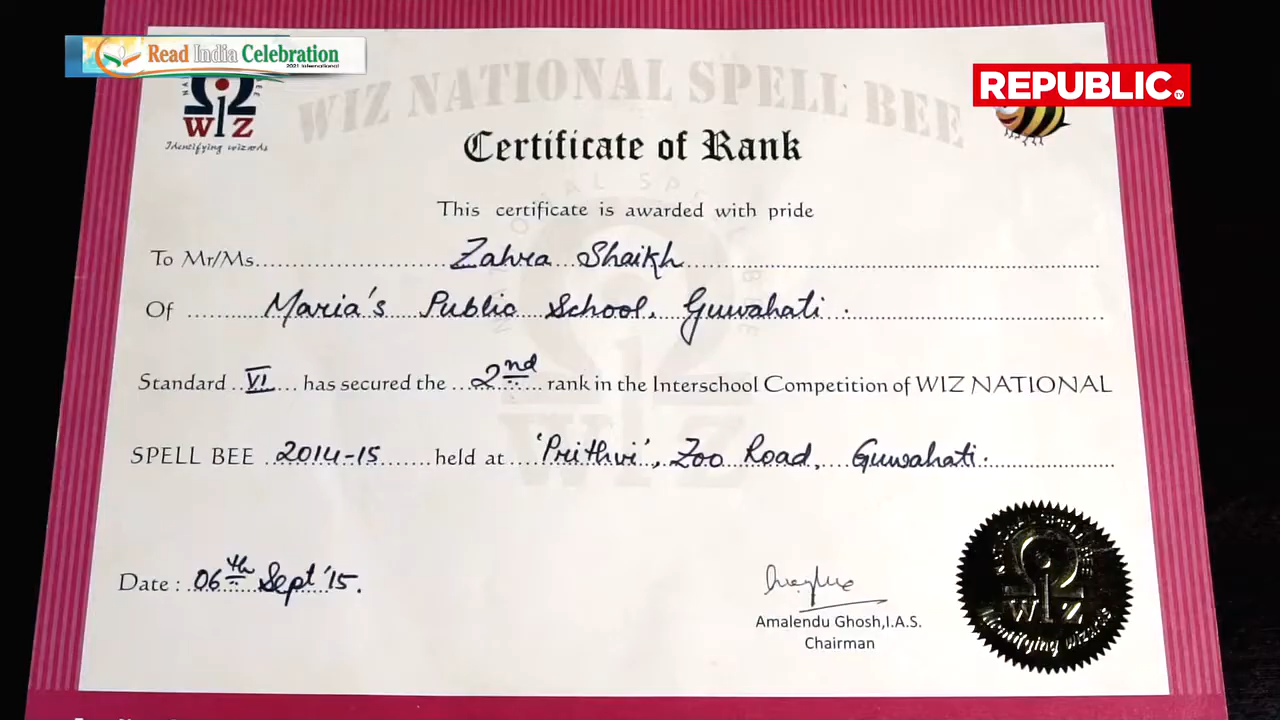 Read India Celebration
2021 International
REPUBLIC.
TV
WIZ
Identifying wizards
WIZ NATIONAL SPELL BEE
Certificate of Rank
This certificate is awarded with pride
To Mr/Ms. Zahra Shaikh
Of Maria's Public School, Guwahati.
Standard VI has secured the 2nd rank in the Interschool Competition of WIZ NATIONAL
SPELL BEE 2014-15 held at 'Prithvi', Zoo Road, Guwahati.
Date : 06th Sept '15.
Amalendu Ghosh,I.A.S.
Chairman
WIZ
Identifying wizards